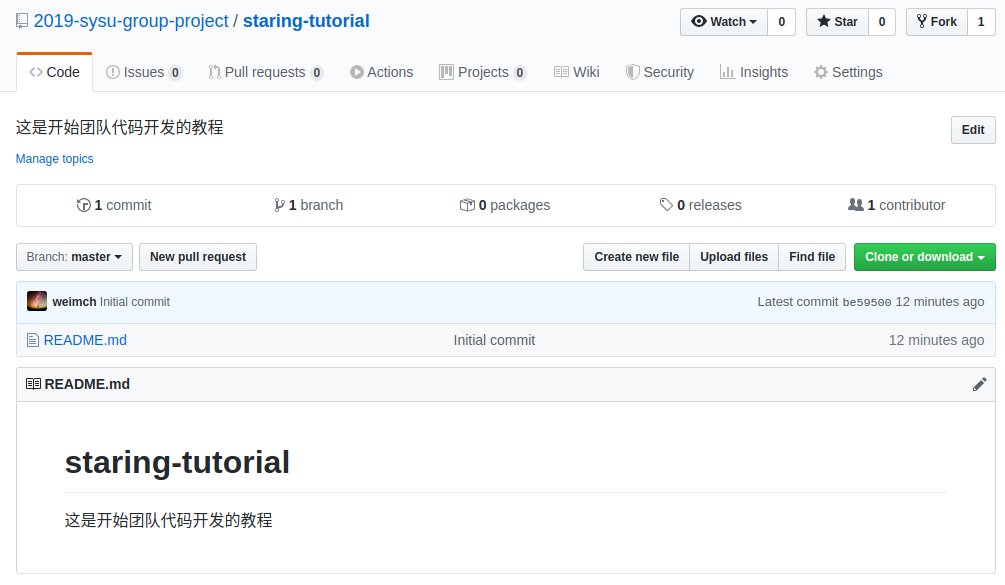 2019-sysu-group-project / staring-tutorial Watch 0 Star 0 Fork 1
Code Issues 0 Pull requests 0 Actions Projects 0 Wiki Security Insights Settings
这是开始团队代码开发的教程 Edit
Manage topics
1 commit 1 branch 0 packages 0 releases 1 contributor
Branch: master New pull request Create new file Upload files Find file Clone or download
weimch Initial commit Latest commit be59500 12 minutes ago
README.md Initial commit 12 minutes ago
README.md
staring-tutorial
这是开始团队代码开发的教程